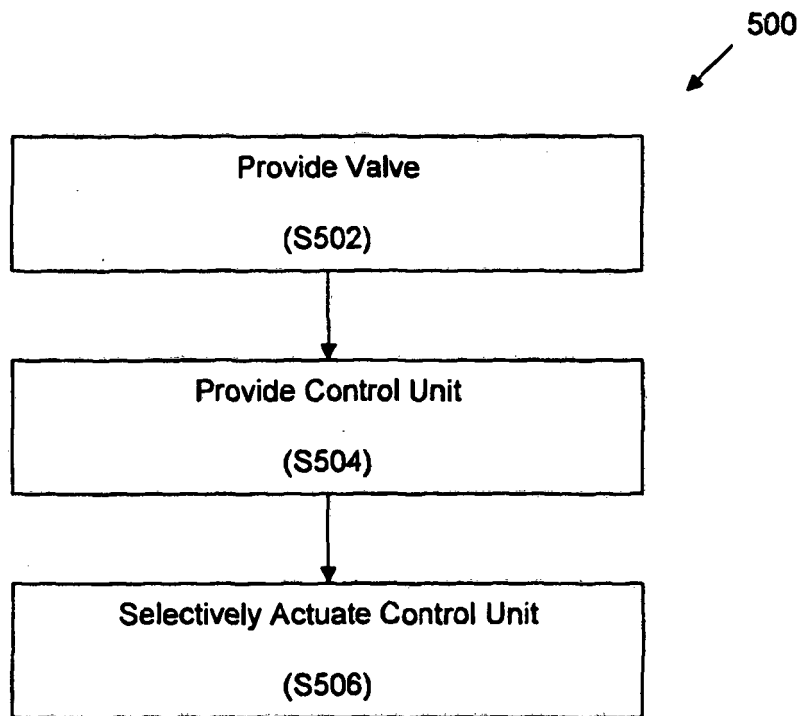 500
Provide Valve
(S502)
Provide Control Unit
(S504)
Selectively Actuate Control Unit
(S506)